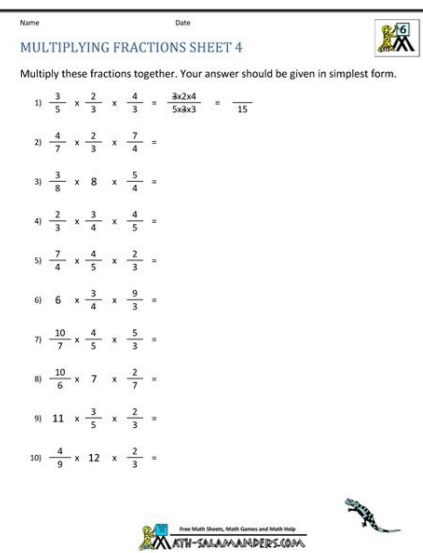 Name Date
MULTIPLYING FRACTIONS SHEET 4
6
Multiply these fractions together. Your answer should be given in simplest form.
1) 3/5 x 2/3 x 4/3 = 3x2x4/5x3x3 = /15
2) 4/7 x 2/3 x 7/4 =
3) 3/8 x 8 x 5/4 =
4) 2/3 x 3/4 x 4/5 =
5) 7/4 x 4/5 x 2/3 =
6) 6 x 3/4 x 9/3 =
7) 10/7 x 4/5 x 5/3 =
8) 10/6 x 7 x 2/7 =
9) 11 x 3/5 x 2/3 =
10) 4/9 x 12 x 2/3 =
Free Math Sheets, Math Games and Math Help
MATH-SALAMANDERS.COM